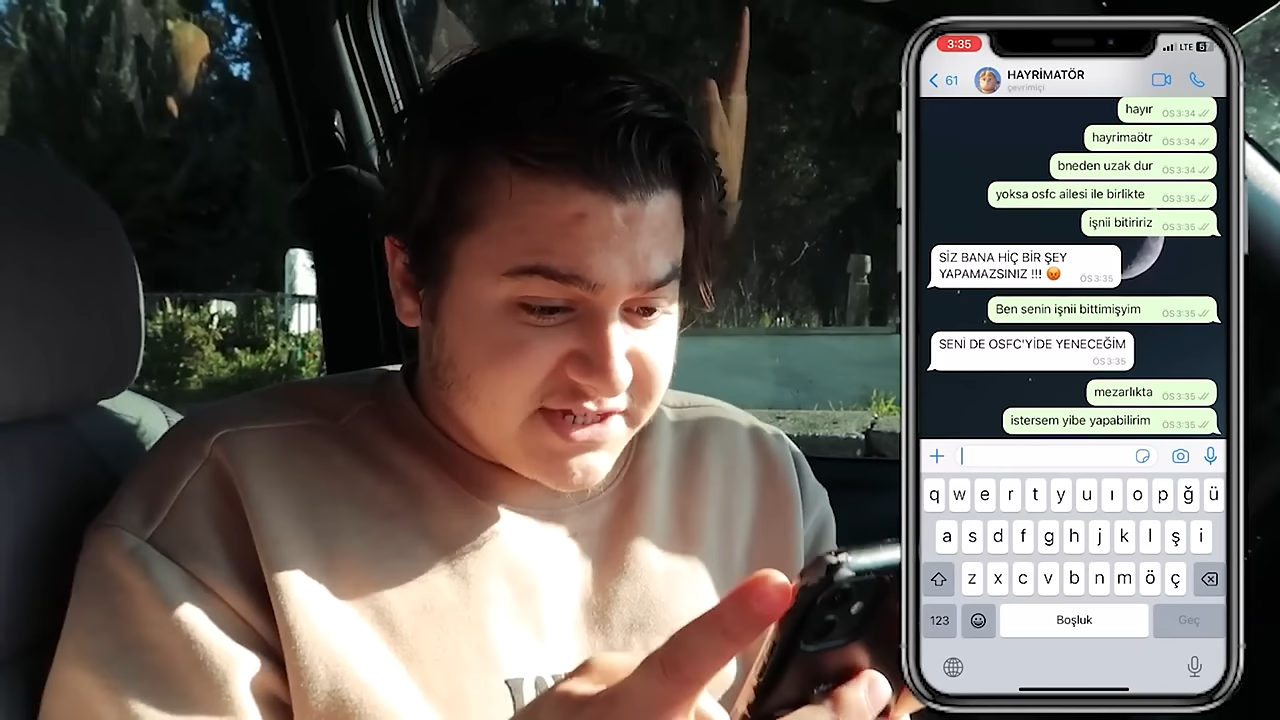 3:35
LTE
61
HAYRİMATÖR
çevrimiçi
hayır
ÖS 3:34
hayrimaötr
ÖS 3:34
bneden uzak dur
ÖS 3:34
yoksa osfc ailesi ile birlikte
ÖS 3:35
işnii bitiririz
ÖS 3:35
SİZ BANA HİÇ BİR ŞEY
YAPAMAZSINIZ !!! 😡
ÖS 3:35
Ben senin işnii bittimişyim
ÖS 3:35
SENİ DE OSFC'YİDE YENECEĞİM
ÖS 3:35
mezarlıkta
ÖS 3:35
istersem yibe yapabilirim
ÖS 3:35
q w e r t y u ı o p ğ ü
a s d f g h j k l ş i
z x c v b n m ö ç
123
Boşluk
Geç